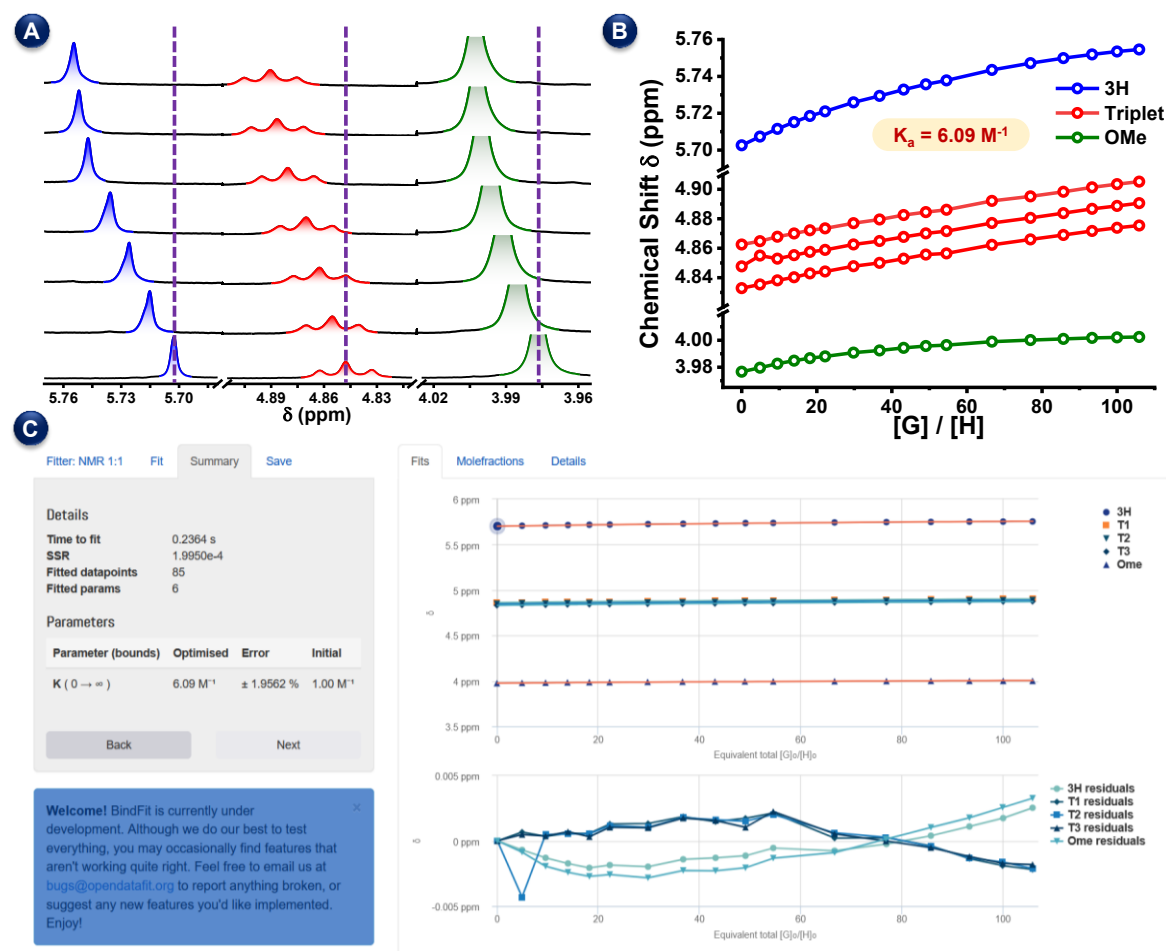 A
5.76 5.73 5.70 4.89 4.86 4.83 4.02 3.99 3.96
δ (ppm)
B
Chemical Shift δ (ppm)
5.76
5.74
5.72
5.70
4.90
4.88
4.86
4.84
4.00
3.98
3H
Triplet
OMe
Ka = 6.09 M-1
0 20 40 60 80 100
[G] / [H]
C
Fitter: NMR 1:1 Fit Summary Save
Details
Time to fit 0.2364 s
SSR 1.9950e-4
Fitted datapoints 85
Fitted params 6
Parameters
Parameter (bounds) Optimised Error Initial
K ( 0 → ∞ ) 6.09 M⁻¹ ± 1.9562 % 1.00 M⁻¹
Back Next
Welcome! BindFit is currently under ×
development. Although we do our best to test
everything, you may occasionally find features that
aren't working quite right. Feel free to email us at
bugs@opendatafit.org to report anything broken, or
suggest any new features you'd like implemented.
Enjoy!
Fits Molefractions Details
6 ppm
5.5 ppm
5 ppm
4.5 ppm
4 ppm
3.5 ppm
δ
0 20 40 60 80 100
Equivalent total [G]₀/[H]₀
3H
T1
T2
T3
Ome
0.005 ppm
0 ppm
-0.005 ppm
δ
0 20 40 60 80 100
Equivalent total [G]₀/[H]₀
3H residuals
T1 residuals
T2 residuals
T3 residuals
Ome residuals